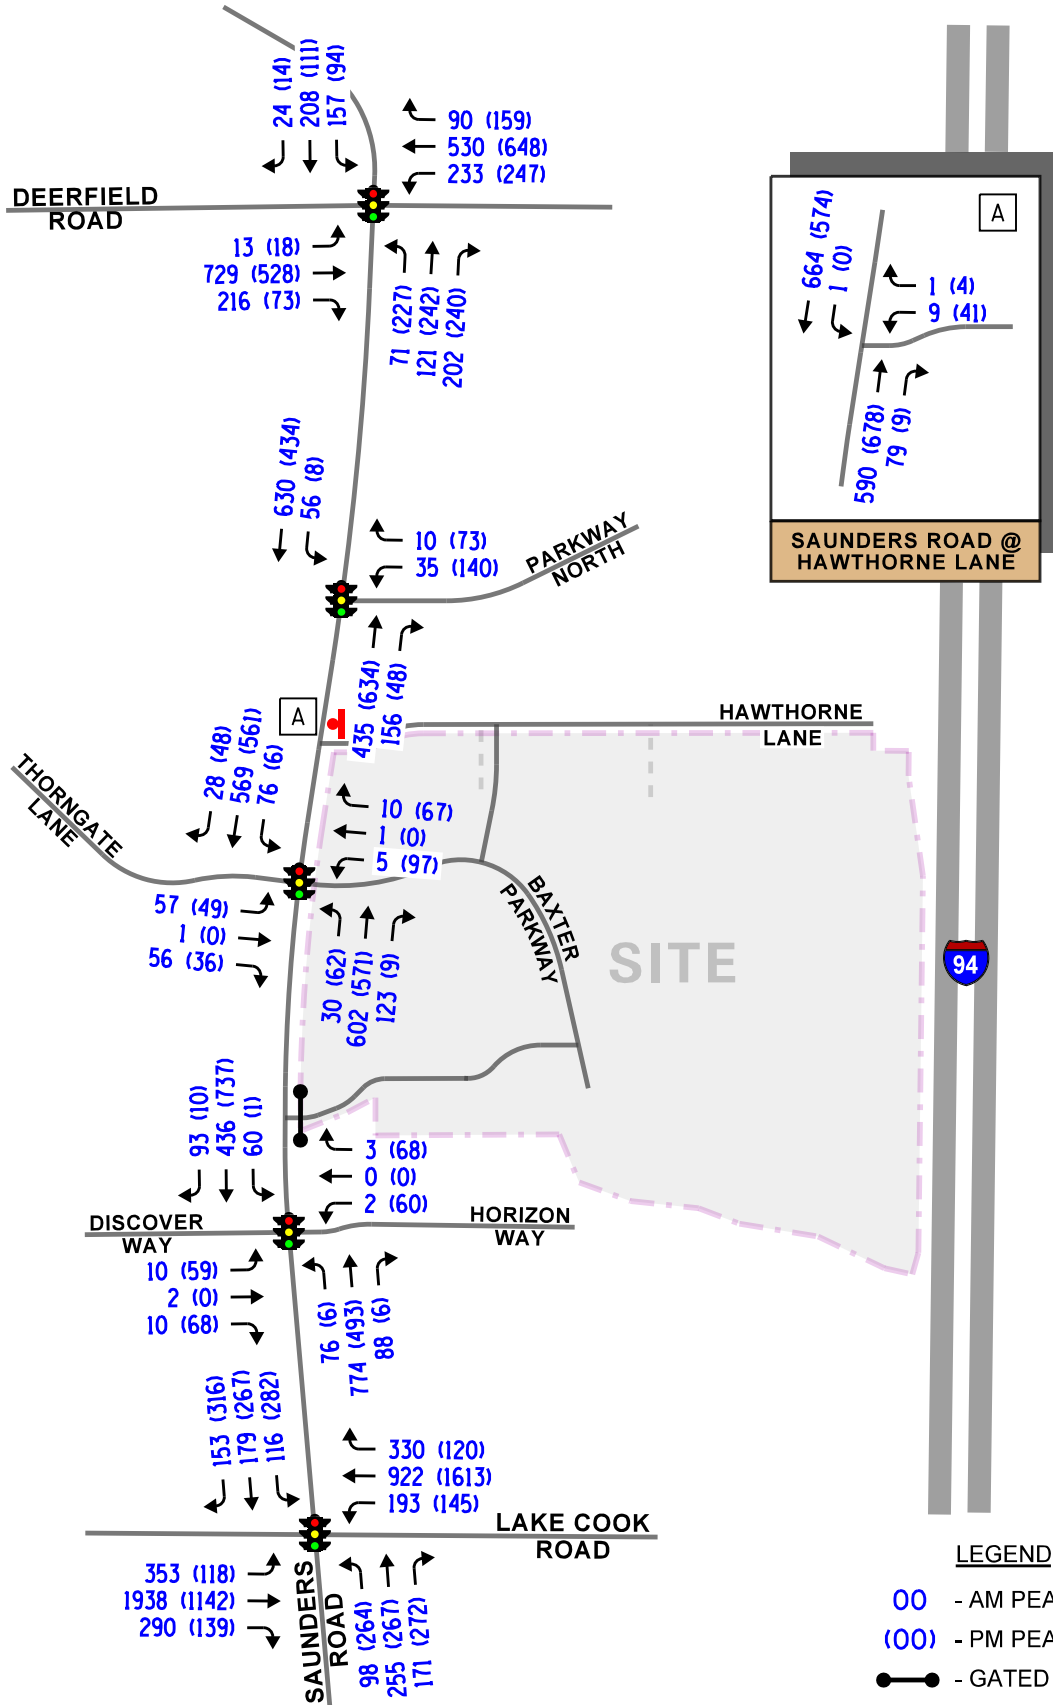 24 (14)
208 (111)
157 (94)
90 (159)
530 (648)
233 (247)
DEERFIELD
ROAD
13 (18)
729 (528)
216 (73)
71 (227)
121 (242)
202 (240)
A
664 (574)
1 (0)
1 (4)
9 (41)
590 (678)
79 (9)
SAUNDERS ROAD @
HAWTHORNE LANE
630 (434)
56 (8)
10 (73)
35 (140)
PARKWAY
NORTH
435 (634)
156 (48)
A
HAWTHORNE
LANE
28 (48)
569 (561)
76 (6)
THORNGATE
LANE
10 (67)
1 (0)
5 (97)
57 (49)
1 (0)
56 (36)
30 (62)
602 (571)
123 (9)
BAXTER
PARKWAY
SITE
94
93 (10)
436 (737)
60 (1)
3 (68)
0 (0)
2 (60)
DISCOVER
WAY
HORIZON
WAY
10 (59)
2 (0)
10 (68)
76 (6)
774 (493)
88 (6)
153 (316)
179 (267)
116 (282)
330 (120)
922 (1613)
193 (145)
LAKE COOK
ROAD
353 (118)
1938 (1142)
290 (139)
SAUNDERS
ROAD
98 (264)
255 (267)
171 (272)
LEGEND
00 - AM PEA
(00) - PM PEA
- GATED